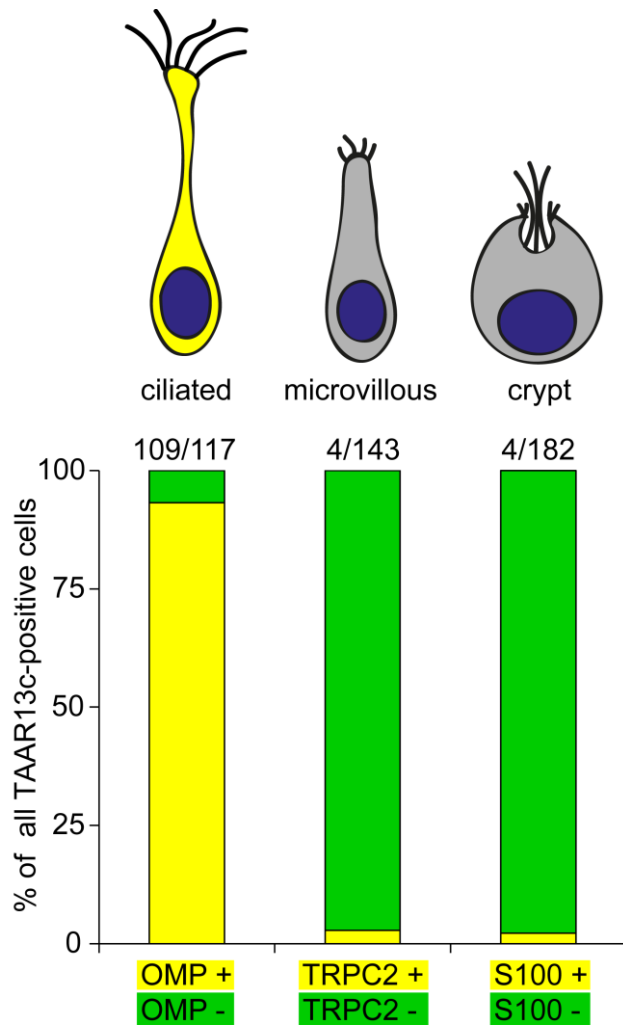 ciliated microvillous crypt
109/117 4/143 4/182
100
75
50
25
0
% of all TAAR13c-positive cells
OMP + TRPC2 + S100 +
OMP - TRPC2 - S100 -